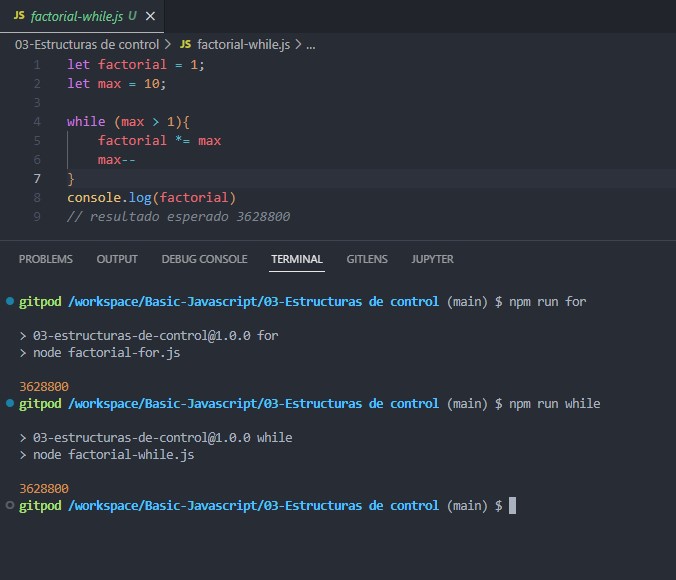 JS factorial-while.js U ×
03-Estructuras de control > JS factorial-while.js > ...
1 let factorial = 1;
2 let max = 10;
3
4 while (max > 1){
5 factorial *= max
6 max--
7 }
8 console.log(factorial)
9 // resultado esperado 3628800
PROBLEMS OUTPUT DEBUG CONSOLE TERMINAL GITLENS JUPYTER
gitpod /workspace/Basic-Javascript/03-Estructuras de control (main) $ npm run for
> 03-estructuras-de-control@1.0.0 for
> node factorial-for.js
3628800
gitpod /workspace/Basic-Javascript/03-Estructuras de control (main) $ npm run while
> 03-estructuras-de-control@1.0.0 while
> node factorial-while.js
3628800
gitpod /workspace/Basic-Javascript/03-Estructuras de control (main) $